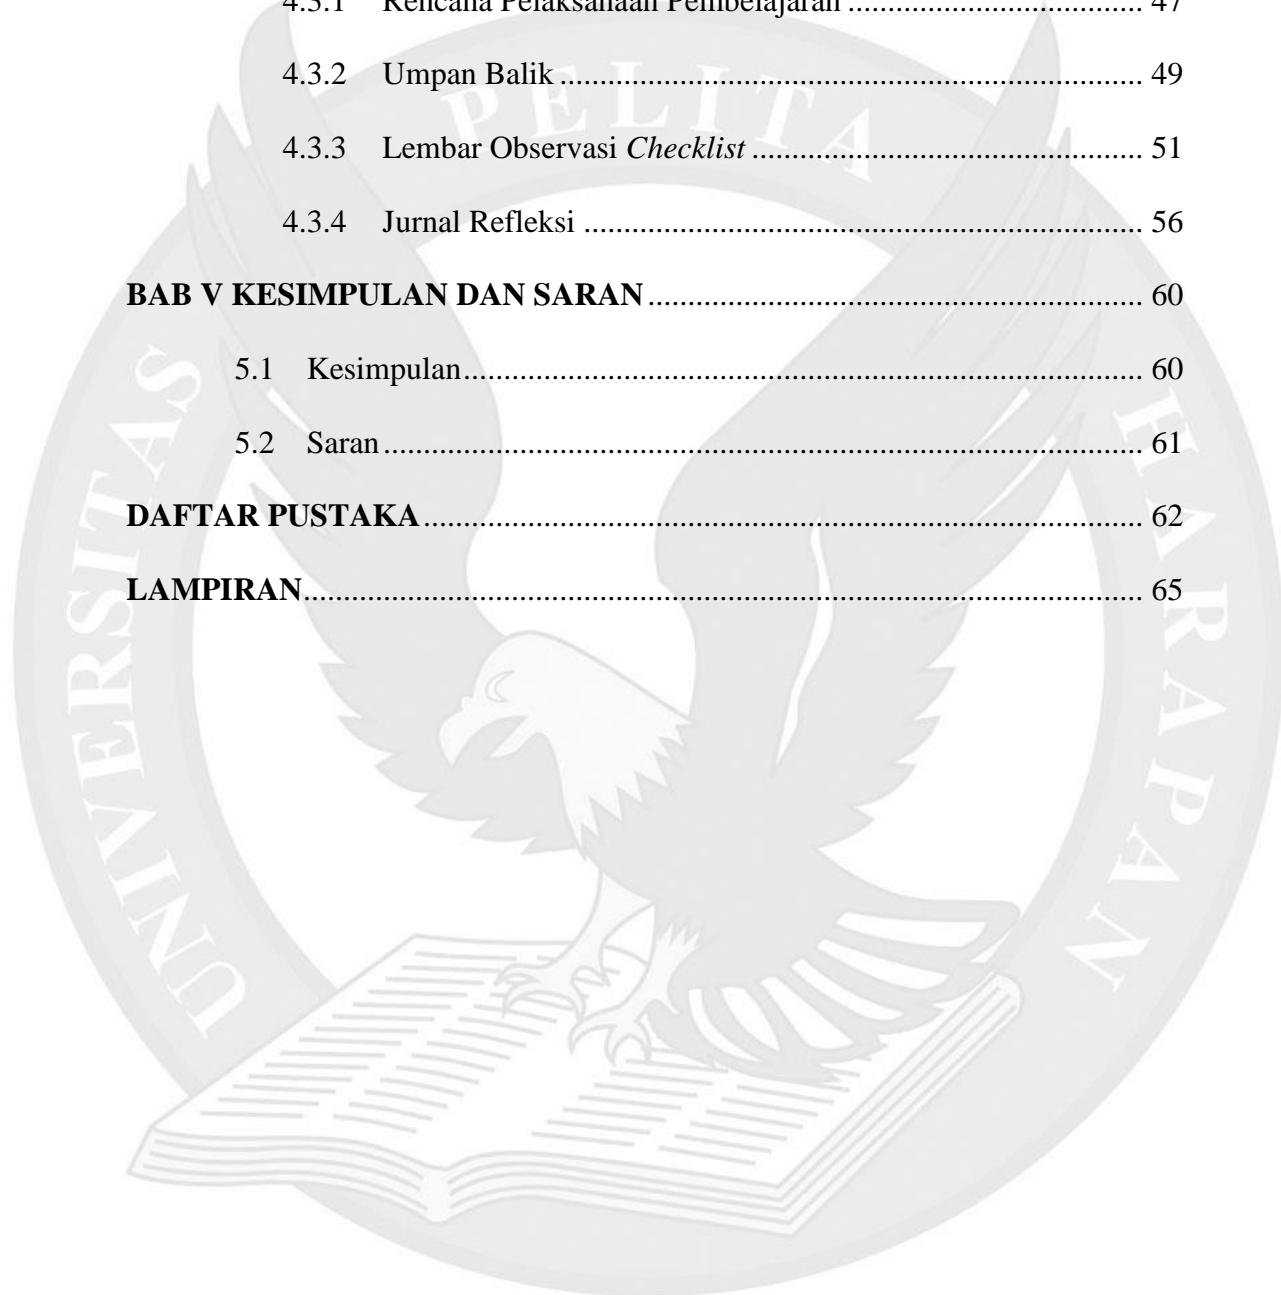 4.3.1 Rencana Pelaksanaan Pembelajaran .................................... 47
4.3.2 Umpan Balik ........................................................................ 49
4.3.3 Lembar Observasi Checklist ................................................ 51
4.3.4 Jurnal Refleksi ..................................................................... 56
BAB V KESIMPULAN DAN SARAN ............................................................. 60
5.1 Kesimpulan .................................................................................... 60
5.2 Saran .............................................................................................. 61
DAFTAR PUSTAKA ......................................................................................... 62
LAMPIRAN ........................................................................................................ 65
UNIVERSITAS PELITA HARAPAN